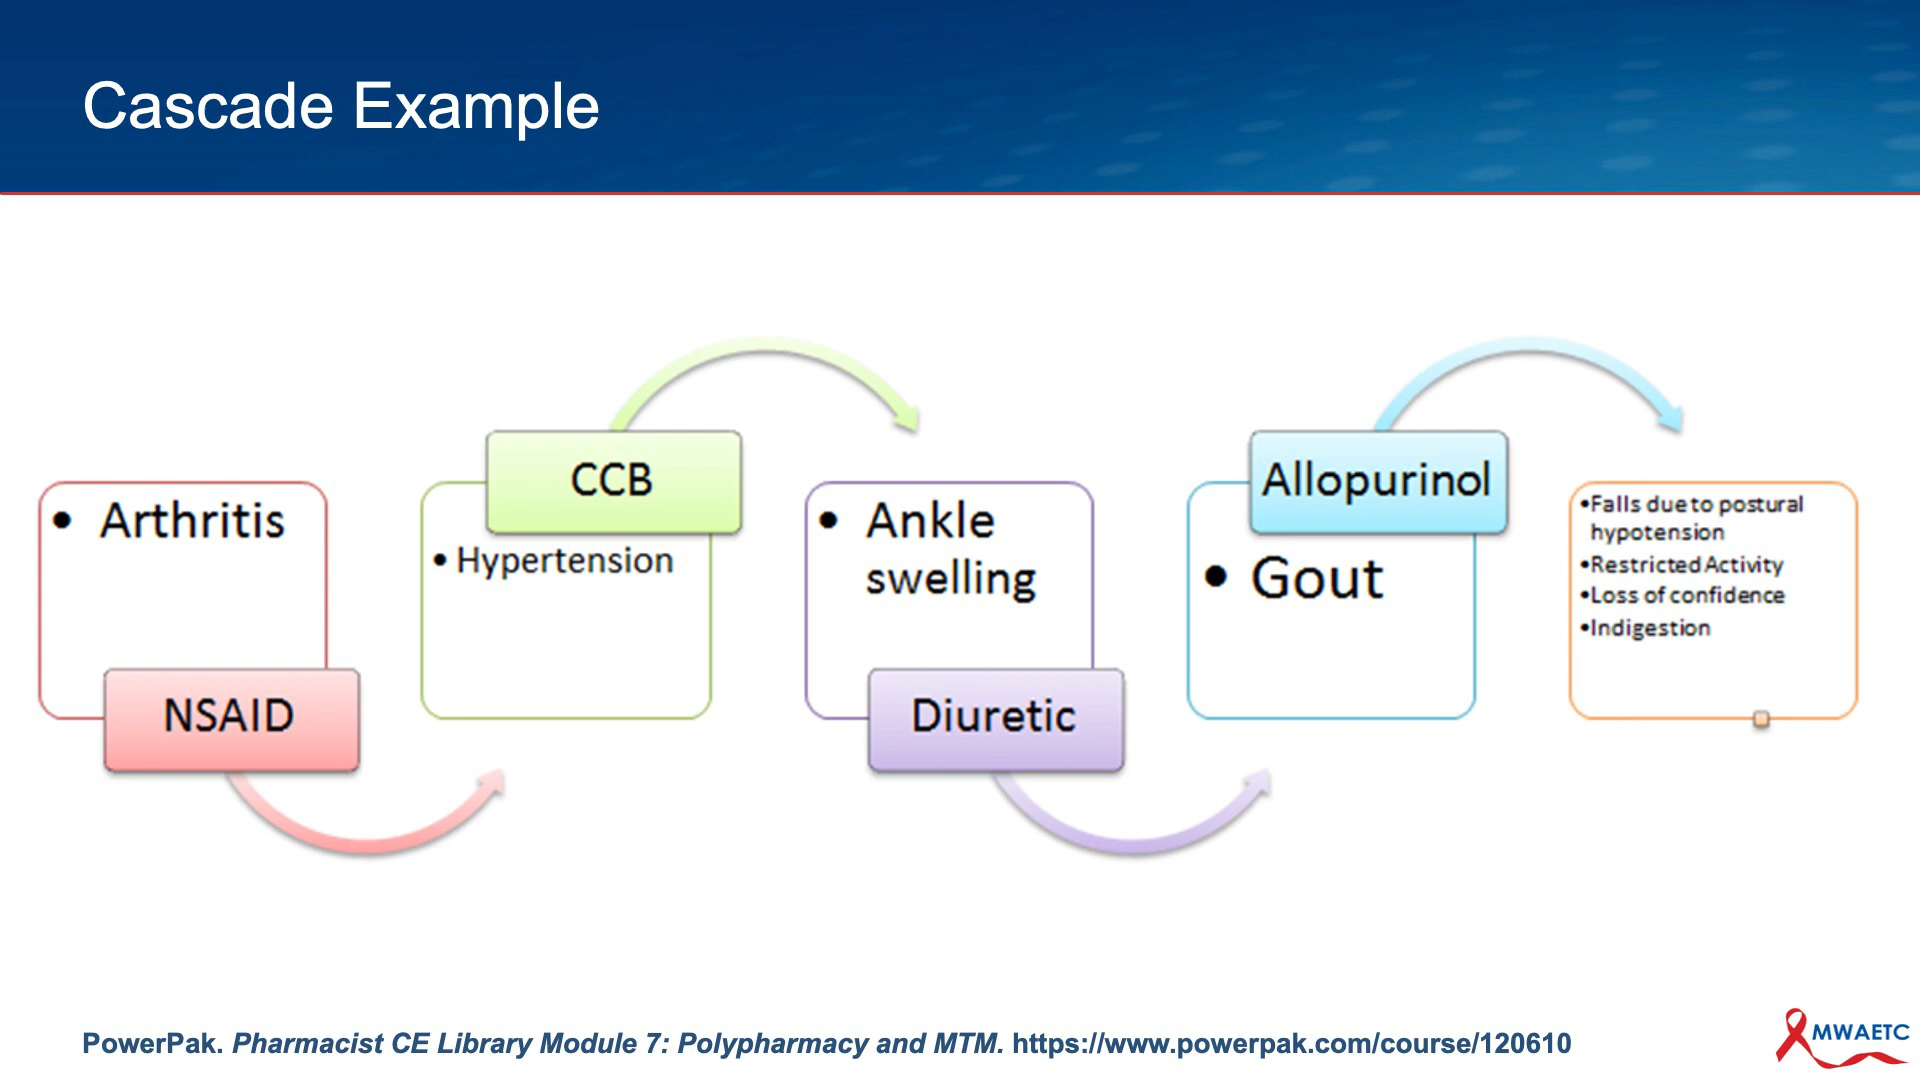 Cascade Example
• Arthritis
NSAID
CCB
• Hypertension
• Ankle
swelling
Diuretic
Allopurinol
• Gout
•Falls due to postural
hypotension
•Restricted Activity
•Loss of confidence
•Indigestion
PowerPak. Pharmacist CE Library Module 7: Polypharmacy and MTM. https://www.powerpak.com/course/120610
MWAETC